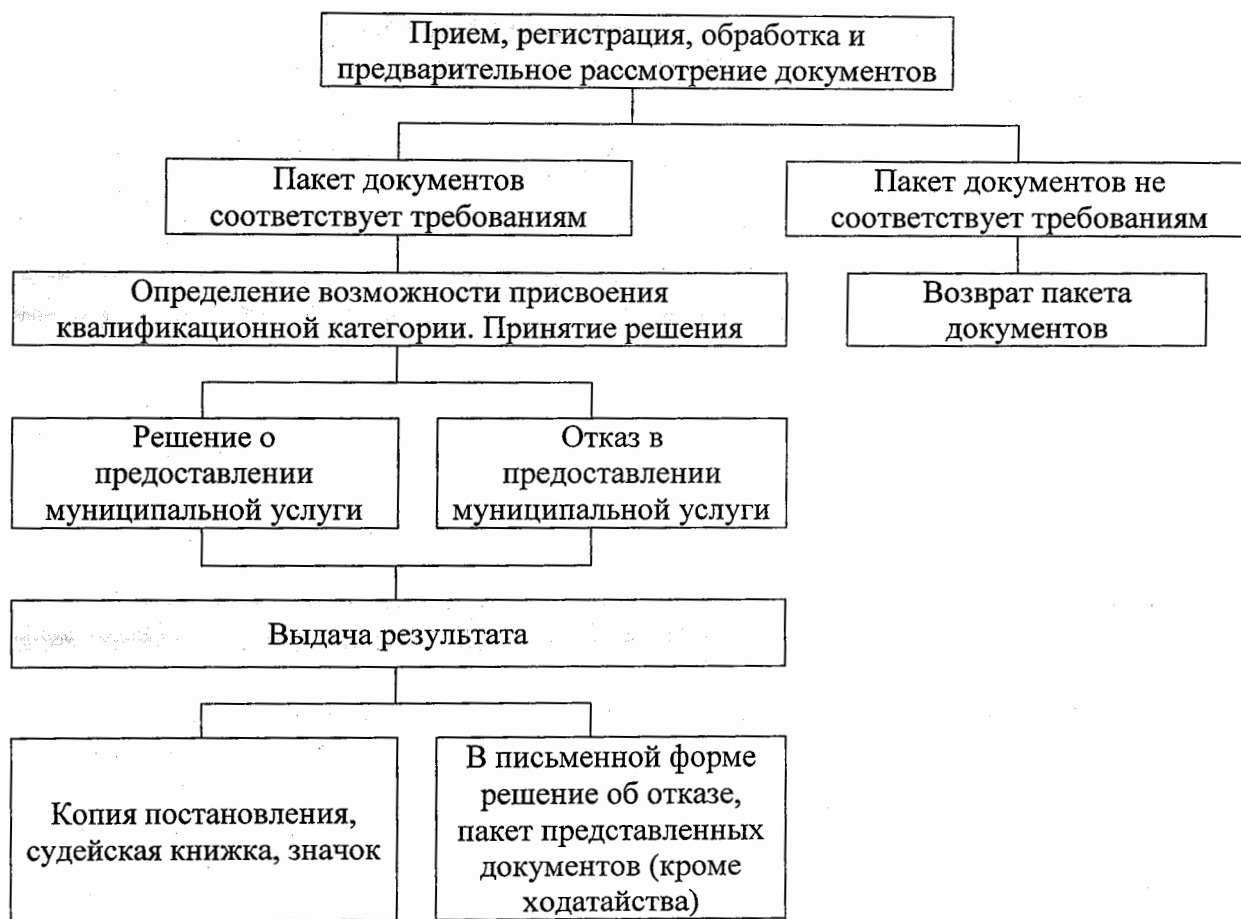 Прием, регистрация, обработка и
предварительное рассмотрение документов
Пакет документов
соответствует требованиям
Пакет документов не
соответствует требованиям
Определение возможности присвоения
квалификационной категории. Принятие решения
Возврат пакета
документов
Решение о
предоставлении
муниципальной услуги
Отказ в
предоставлении
муниципальной услуги
Выдача результата
Копия постановления,
судейская книжка, значок
В письменной форме
решение об отказе,
пакет представленных
документов (кроме
ходатайства)